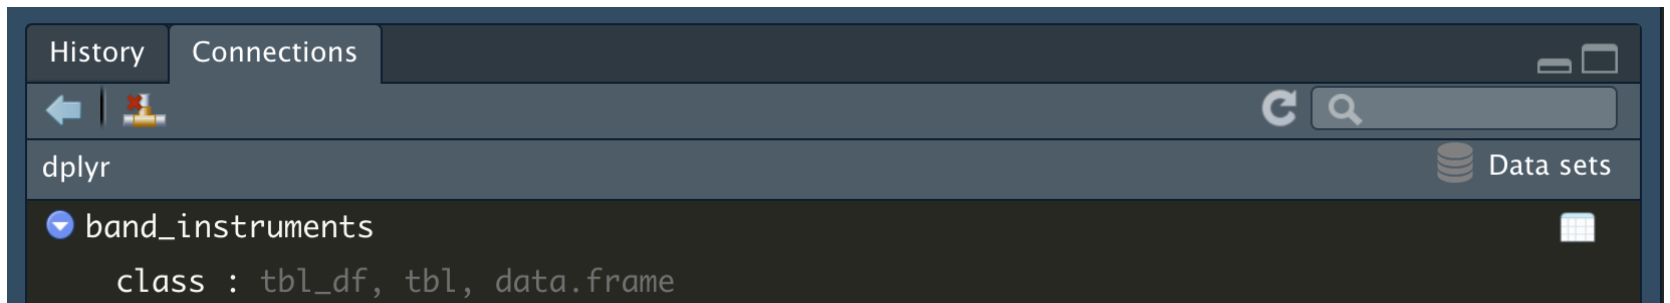 History Connections
dplyr Data sets
band_instruments
class : tbl_df, tbl, data.frame